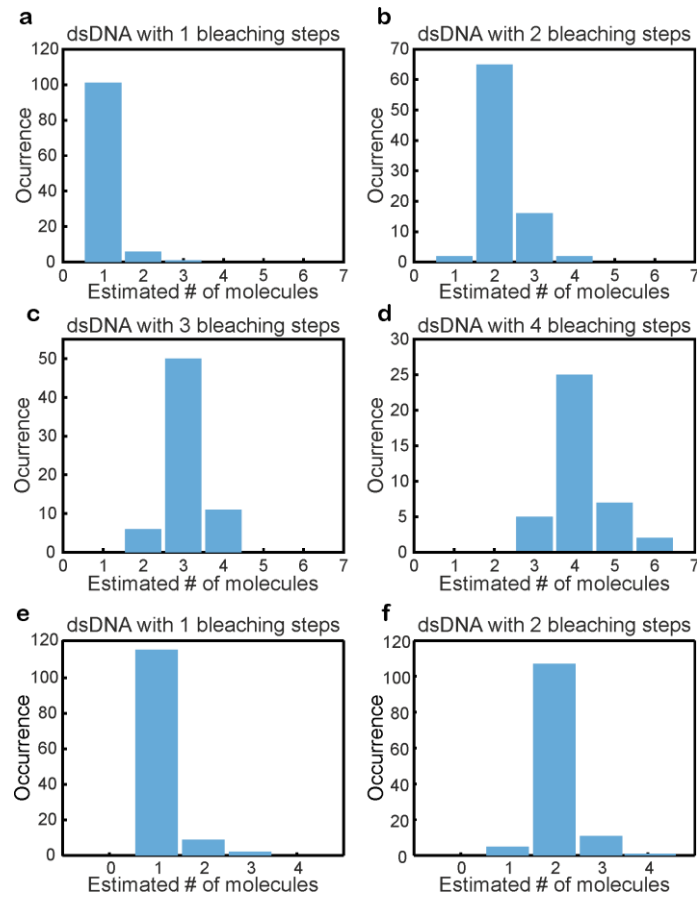 a dsDNA with 1 bleaching steps
120
100
80
60
40
20
0
Ocurrence
0 1 2 3 4 5 6 7
Estimated # of molecules
b dsDNA with 2 bleaching steps
70
60
50
40
30
20
10
0
Ocurrence
0 1 2 3 4 5 6 7
Estimated # of molecules
c dsDNA with 3 bleaching steps
50
40
30
20
10
0
Ocurrence
0 1 2 3 4 5 6 7
Estimated # of molecules
d dsDNA with 4 bleaching steps
30
25
20
15
10
5
0
Ocurrence
0 1 2 3 4 5 6 7
Estimated # of molecules
e dsDNA with 1 bleaching steps
120
100
80
60
40
20
0
Occurrence
0 1 2 3 4
Estimated # of molecules
f dsDNA with 2 bleaching steps
120
100
80
60
40
20
0
Occurrence
0 1 2 3 4
Estimated # of molecules